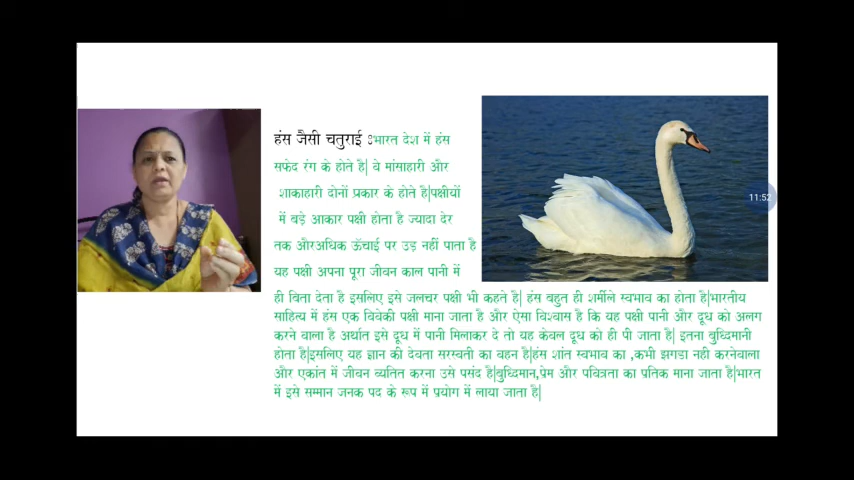 हंस जैसी चतुराई :भारत देश में हंस
सफेद रंग के होते है| वे मांसाहारी और
शाकाहारी दोनों प्रकार के होते है|पक्षीयों
में बड़े आकार पक्षी होता है ज्यादा देर
तक औरअधिक ऊँचाई पर उड़ नहीं पाता है
यह पक्षी अपना पूरा जीवन काल पानी में
11:52
ही विता देता है इसलिए इसे जलचर पक्षी भी कहते है| हंस बहुत ही शर्मीले स्वभाव का होता है|भारतीय
साहित्य में हंस एक विवेकी पक्षी माना जाता है और ऐसा विश्वास है कि यह पक्षी पानी और दूध को अलग
करने वाला है अर्थात इसे दूध में पानी मिलाकर दे तो यह केवल दूध को ही पी जाता है| इतना बुध्दिमानी
होता है|इसलिए यह ज्ञान की देवता सरस्वती का वहन है|हंस शांत स्वभाव का ,कभी झगडा नही करनेवाला
और एकांत में जीवन व्यतित करना उसे पसंद है|बुध्दिमान,प्रेम और पवित्रता का प्रतिक माना जाता है|भारत
में इसे सम्मान जनक पद के रूप में प्रयोग में लाया जाता है|